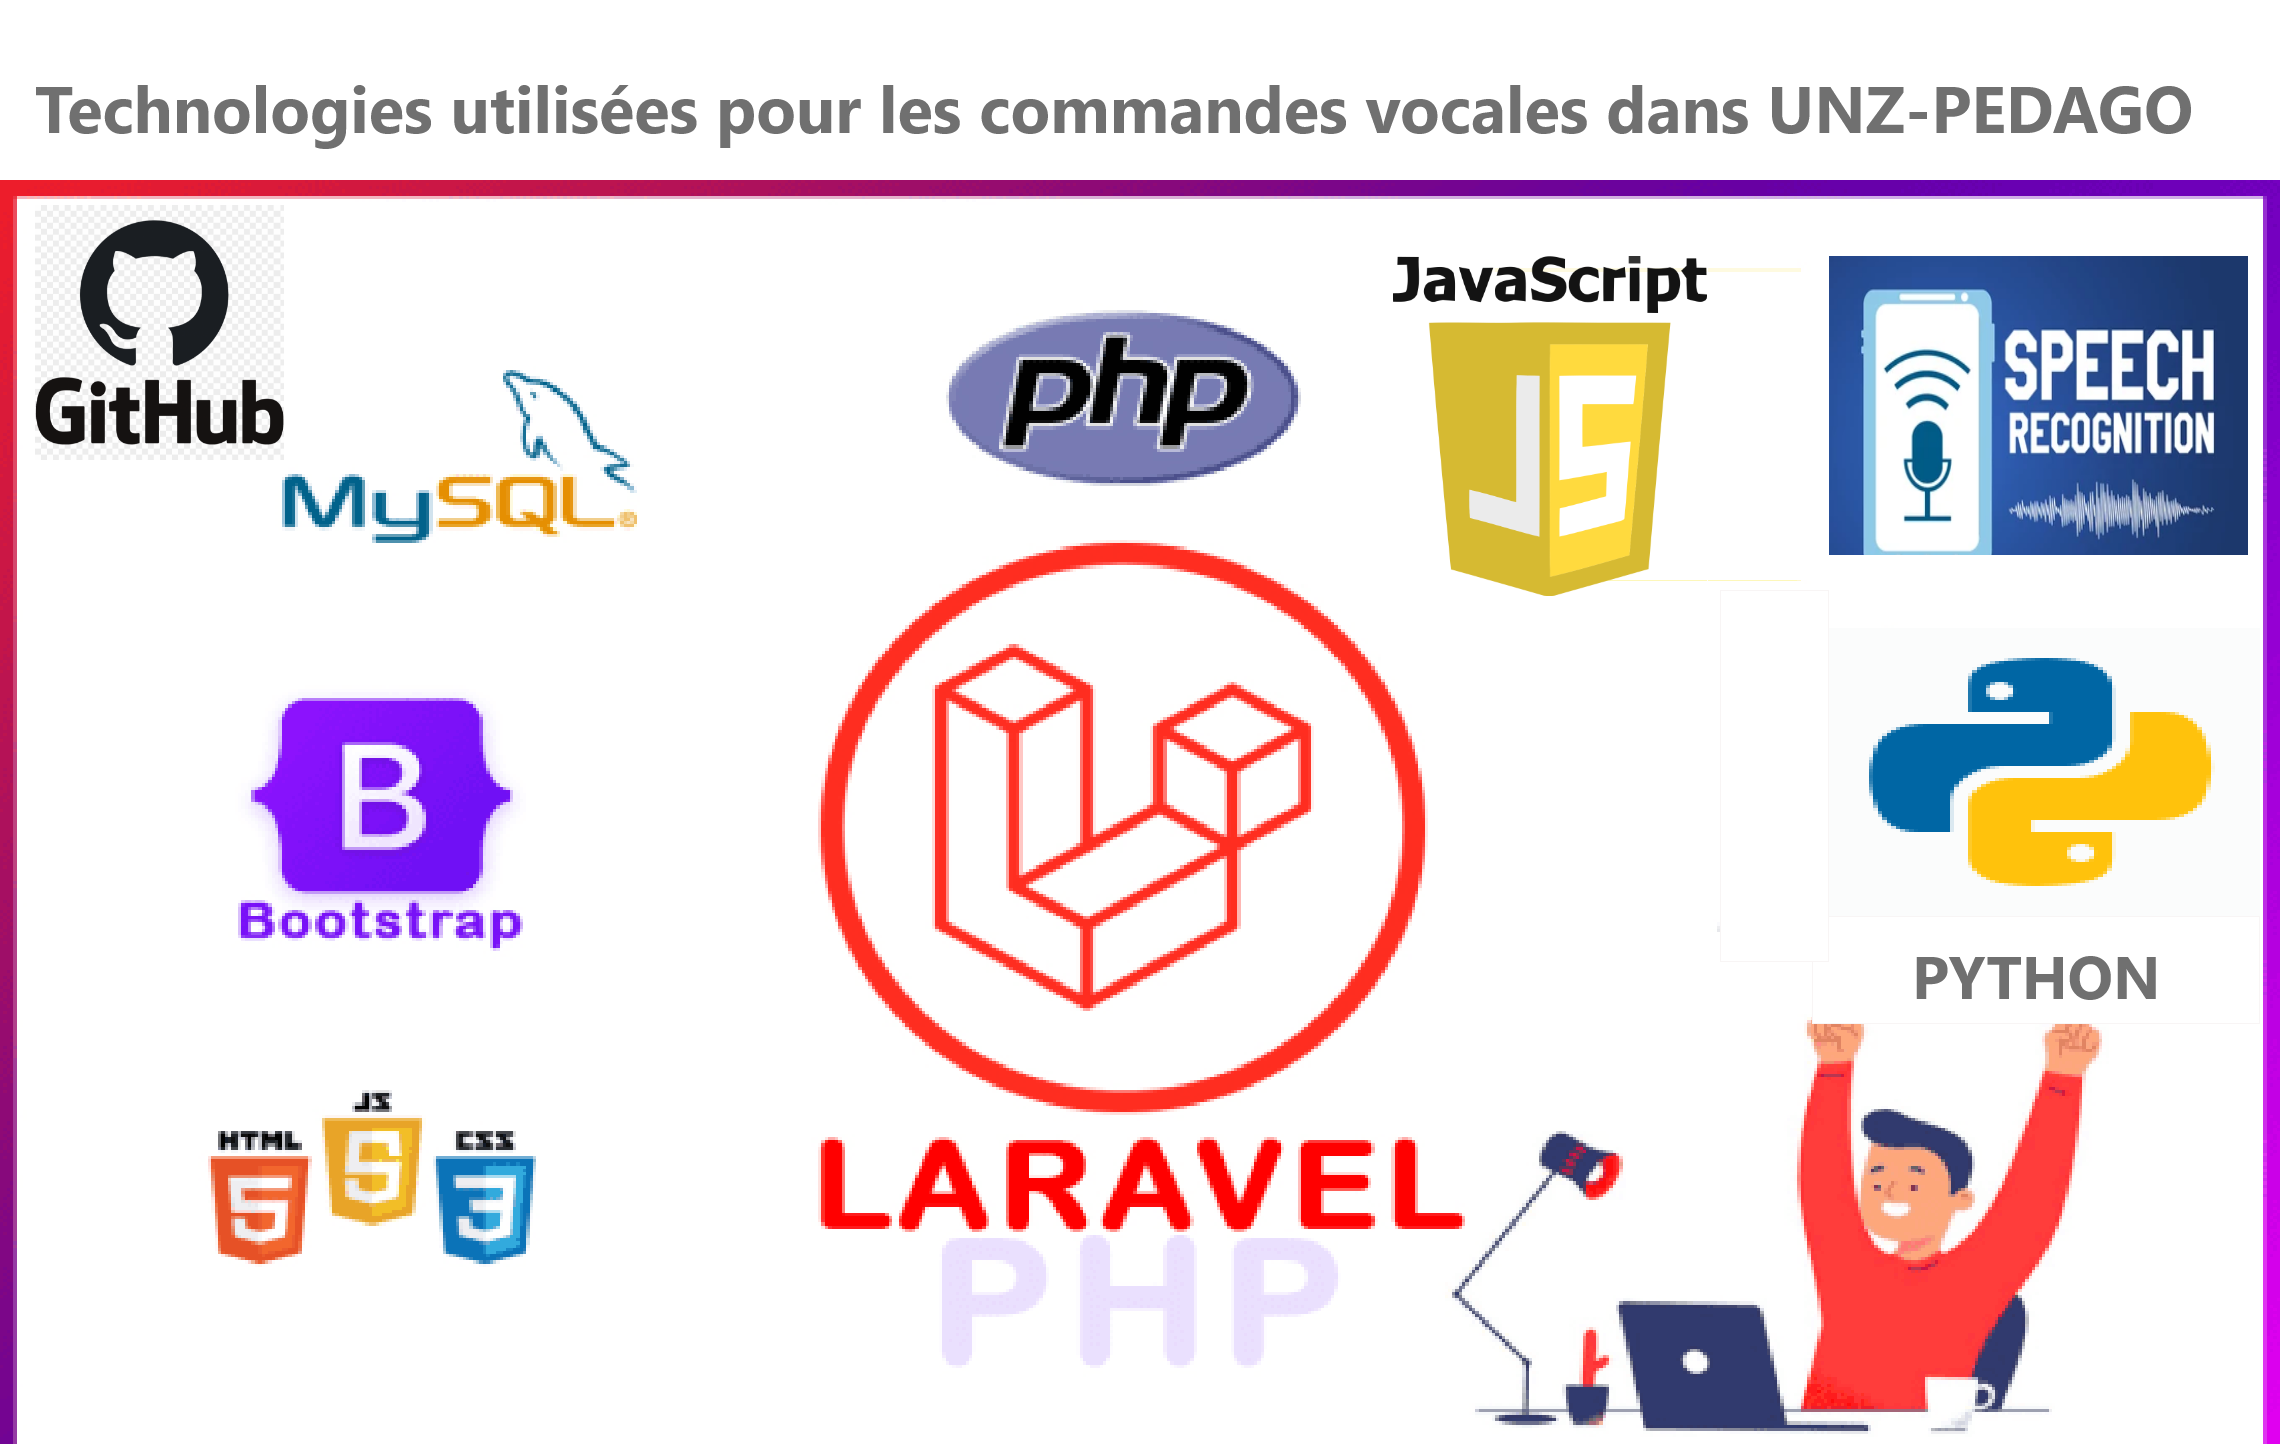 Technologies utilisées pour les commandes vocales dans UNZ-PEDAGO
GitHub
MySQL®
php
JavaScript
JS
SPEECH
RECOGNITION
B
Bootstrap
PYTHON
JS
HTML
CSS
5
5
3
LARAVEL
PHP